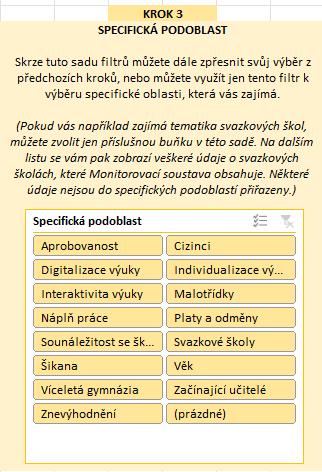 KROK 3
SPECIFICKÁ PODOBLAST
Skrze tuto sadu filtrů můžete dále zpřesnit svůj výběr z
předchozích kroků, nebo můžete využít jen tento filtr k
výběru specifické oblasti, která vás zajímá.
(Pokud vás například zajímá tematika svazkových škol,
můžete zvolit jen příslušnou buňku v této sadě. Na dalším
listu se vám pak zobrazí veškeré údaje o svazkových
školách, které Monitorovací soustava obsahuje. Některé
údaje nejsou do specifických podoblastí přiřazeny.)
Specifická podoblast
Aprobovanost Cizinci
Digitalizace výuky Individualizace vý...
Interaktivita výuky Malotřídky
Náplň práce Platy a odměny
Sounáležitost se šk... Svazkové školy
Šikana Věk
Víceletá gymnázia Začínající učitelé
Znevýhodnění (prázdné)